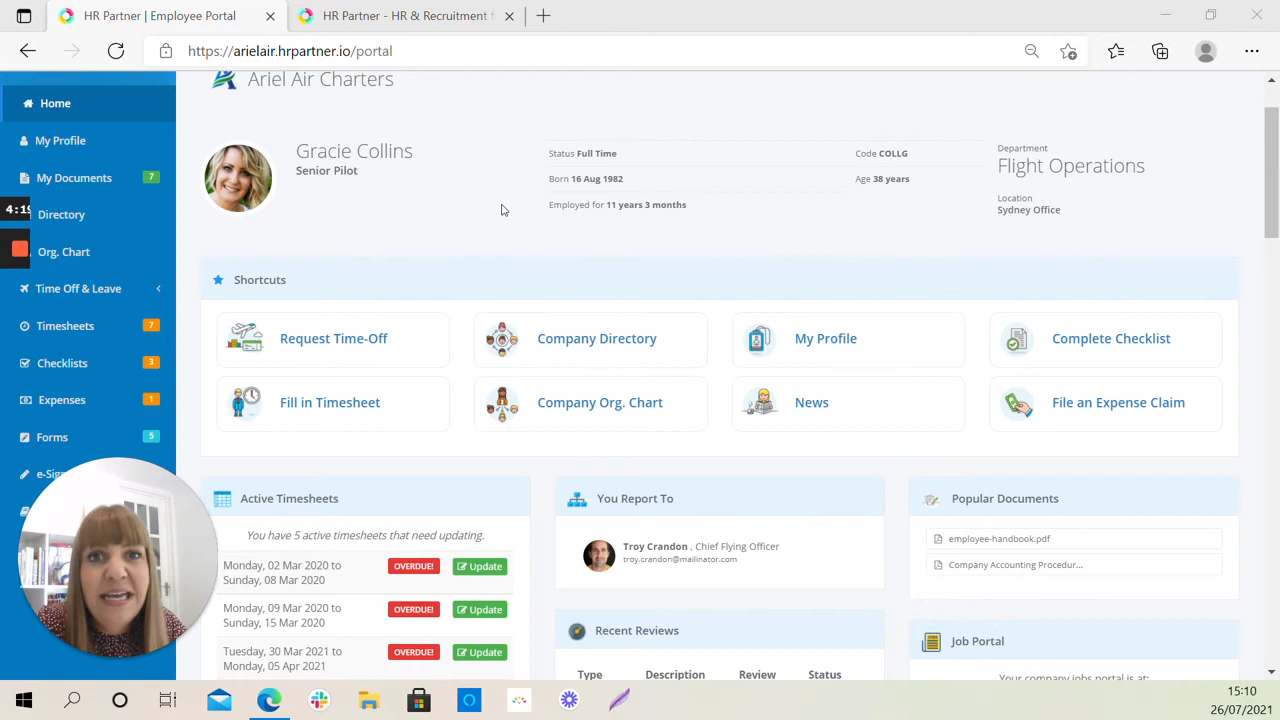 HR Partner | Employee Portal
HR Partner - HR & Recruitment f
https://arielair.hrpartner.io/portal
Ariel Air Charters
Home
My Profile
My Documents 7
4:19 Directory
Org. Chart
Time Off & Leave
Timesheets 7
Checklists 3
Expenses 1
Forms 5
e-Sig
Gracie Collins
Senior Pilot
Status Full Time
Born 16 Aug 1982
Employed for 11 years 3 months
Code COLLG
Age 38 years
Department
Flight Operations
Location
Sydney Office
Shortcuts
Request Time-Off
Company Directory
My Profile
Complete Checklist
Fill in Timesheet
Company Org. Chart
News
File an Expense Claim
Active Timesheets
You have 5 active timesheets that need updating.
Monday, 02 Mar 2020 to
Sunday, 08 Mar 2020
OVERDUE! Update
Monday, 09 Mar 2020 to
Sunday, 15 Mar 2020
OVERDUE! Update
Tuesday, 30 Mar 2021 to
Monday, 05 Apr 2021
OVERDUE! Update
You Report To
Troy Crandon , Chief Flying Officer
troy.crandon@mailinator.com
Recent Reviews
Type Description Review Status
Popular Documents
employee-handbook.pdf
Company Accounting Procedur...
Job Portal
Your company jobs portal is at:
15:10
26/07/2021